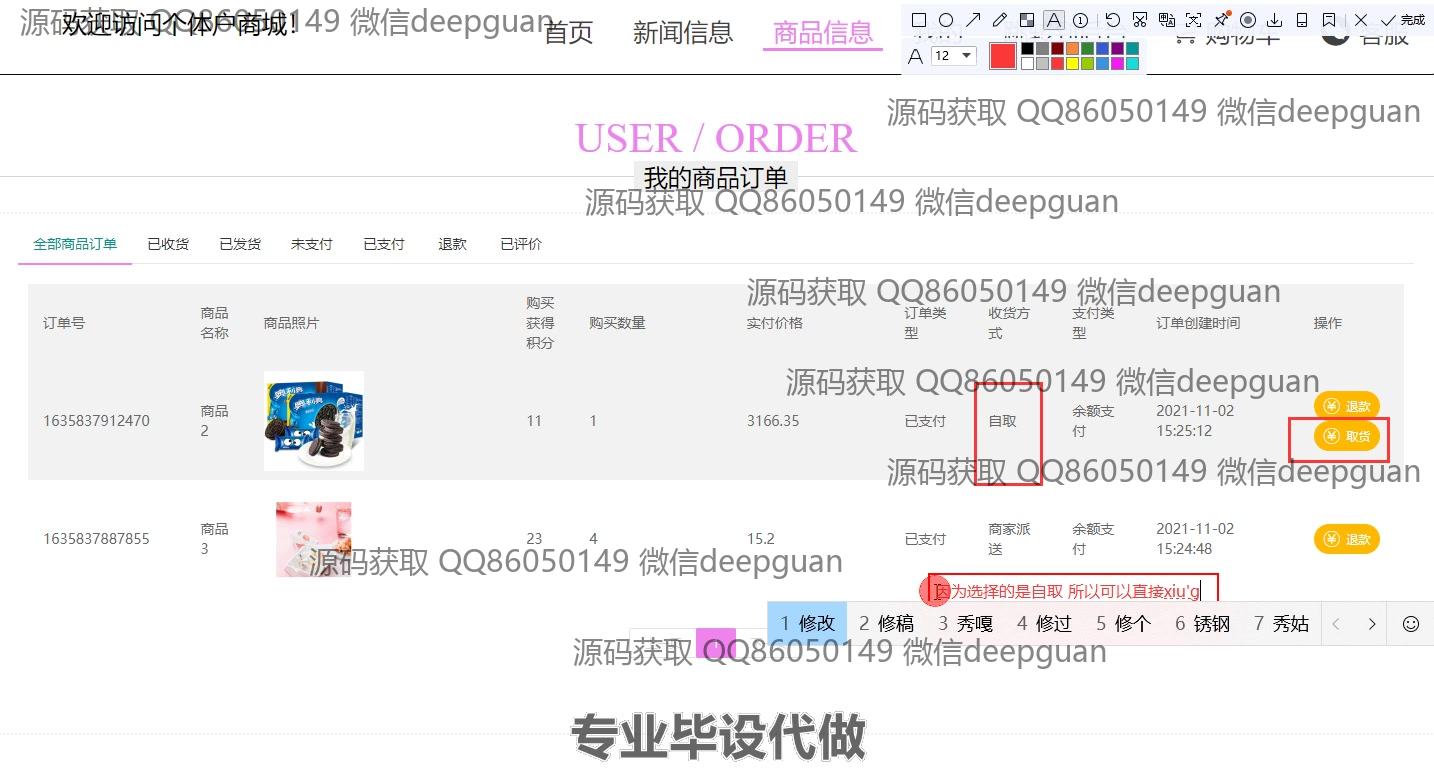 欢迎访问个体户商城!
源码获取 QQ86050149 微信deepguan
首页
新闻信息
商品信息
购物车
客服
完成
A 12
源码获取 QQ86050149 微信deepguan
USER / ORDER
我的商品订单
源码获取 QQ86050149 微信deepguan
全部商品订单 已收货 已发货 未支付 已支付 退款 已评价
源码获取 QQ86050149 微信deepguan
订单号 商品名称 商品照片 购买获得积分 购买数量 实付价格 订单类型 收货方式 支付类型 订单创建时间 操作
源码获取 QQ86050149 微信deepguan
奥利奥
1635837912470 商品2 11 1 3166.35 已支付 自取 余额支付 2021-11-02 15:25:12 退款 取货
源码获取 QQ86050149 微信deepguan
1635837887855 商品3 23 4 15.2 已支付 商家派送 余额支付 2021-11-02 15:24:48 退款
源码获取 QQ86050149 微信deepguan
因为选择的是自取 所以可以直接xiu'g
1 修改 2 修稿 3 秀嘎 4 修过 5 修个 6 锈钢 7 秀姑
源码获取 QQ86050149 微信deepguan
专业毕设代做